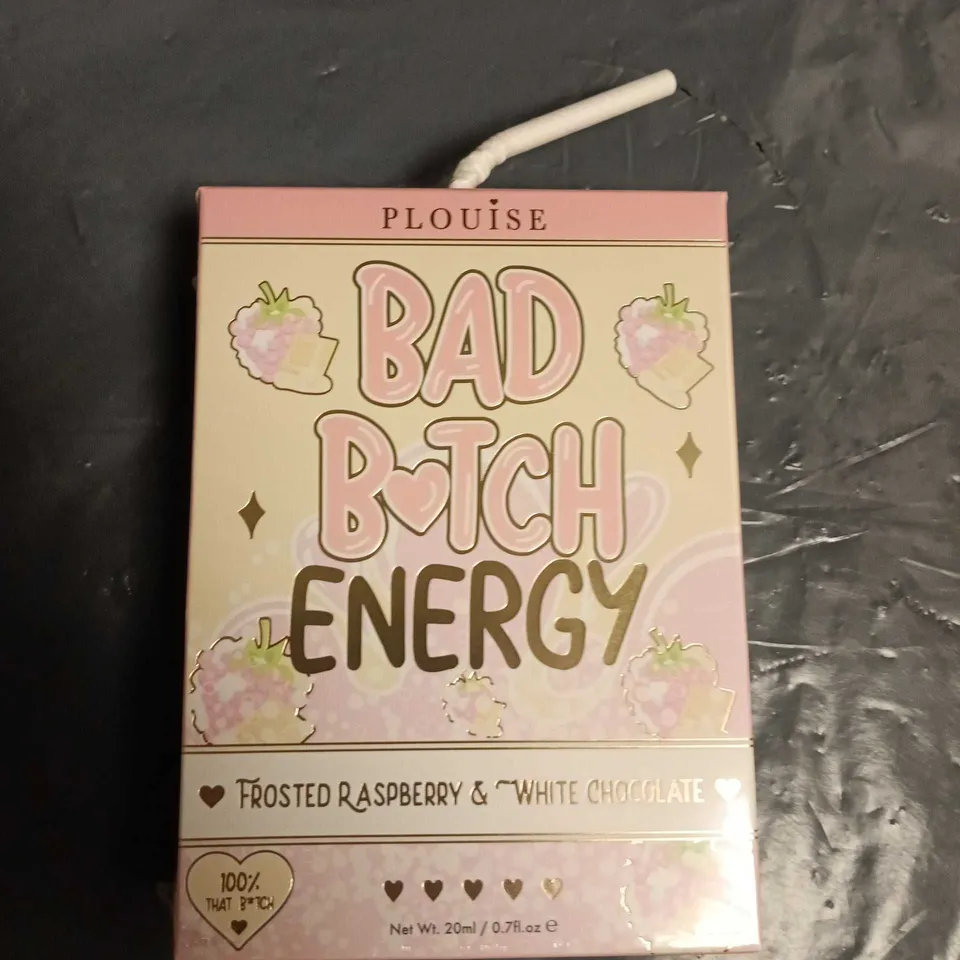 PLOUiSE
BAD
B♥TCH
ENERGY
♥ FROSTED RASPBERRY & WHITE CHOCOLATE ♥
100%
THAT B*TCH
♥
♥ ♥ ♥ ♥ ♥
Net Wt. 20ml / 0.7fl.oz ℮